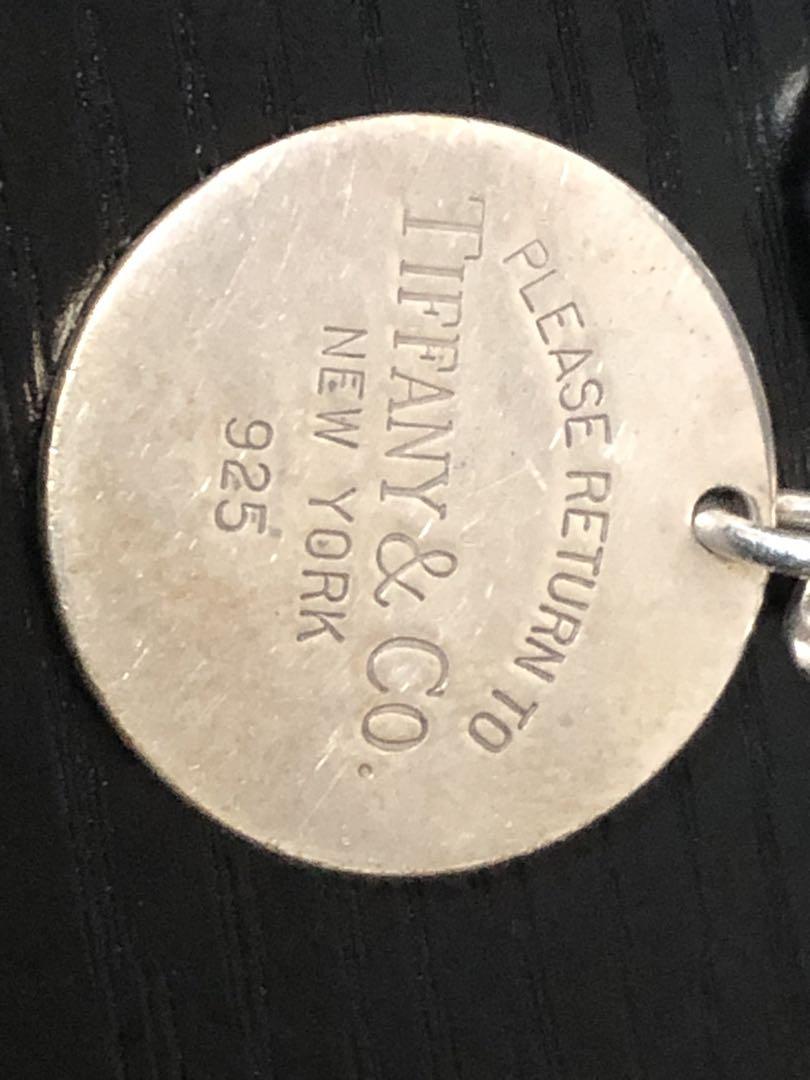 PLEASE RETURN TO
TIFFANY & CO.
NEW YORK
925